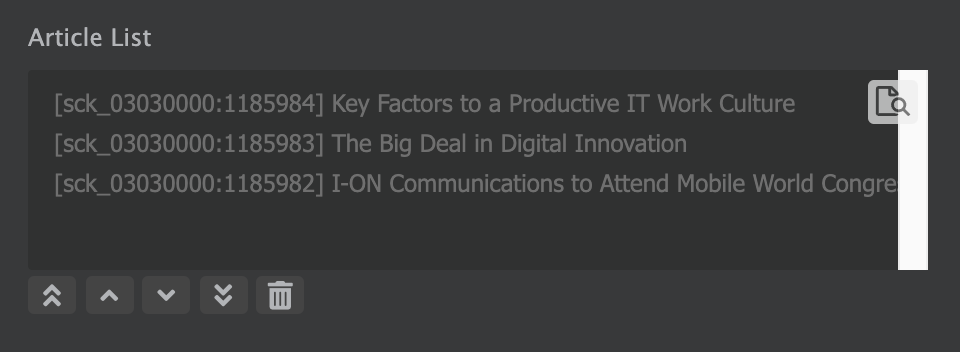 Article List
[sck_03030000:1185984] Key Factors to a Productive IT Work Culture
[sck_03030000:1185983] The Big Deal in Digital Innovation
[sck_03030000:1185982] I-ON Communications to Attend Mobile World Congre